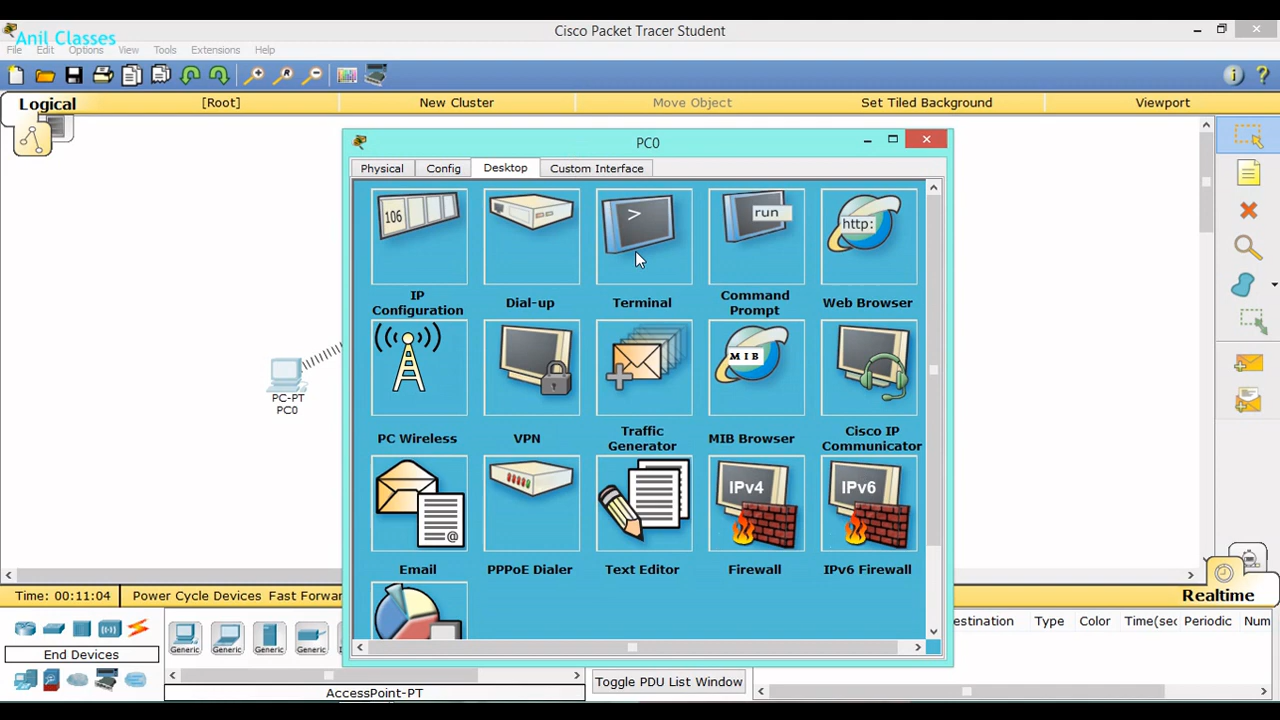 Cisco Packet Tracer Student
Anil Classes
File Edit Options View Tools Extensions Help
Logical [Root] New Cluster Move Object Set Tiled Background Viewport
PC0
Physical Config Desktop Custom Interface
106
>
run
http:
IP Configuration
Dial-up
Terminal
Command Prompt
Web Browser
MIB
PC Wireless
VPN
Traffic Generator
MIB Browser
Cisco IP Communicator
PC-PT
PC0
@
IPv4
IPv6
Email
PPPoE Dialer
Text Editor
Firewall
IPv6 Firewall
Time: 00:11:04 Power Cycle Devices Fast Forwar
Realtime
Generic Generic Generic Generic
End Devices
AccessPoint-PT
Toggle PDU List Window
estination Type Color Time(sec Periodic Num